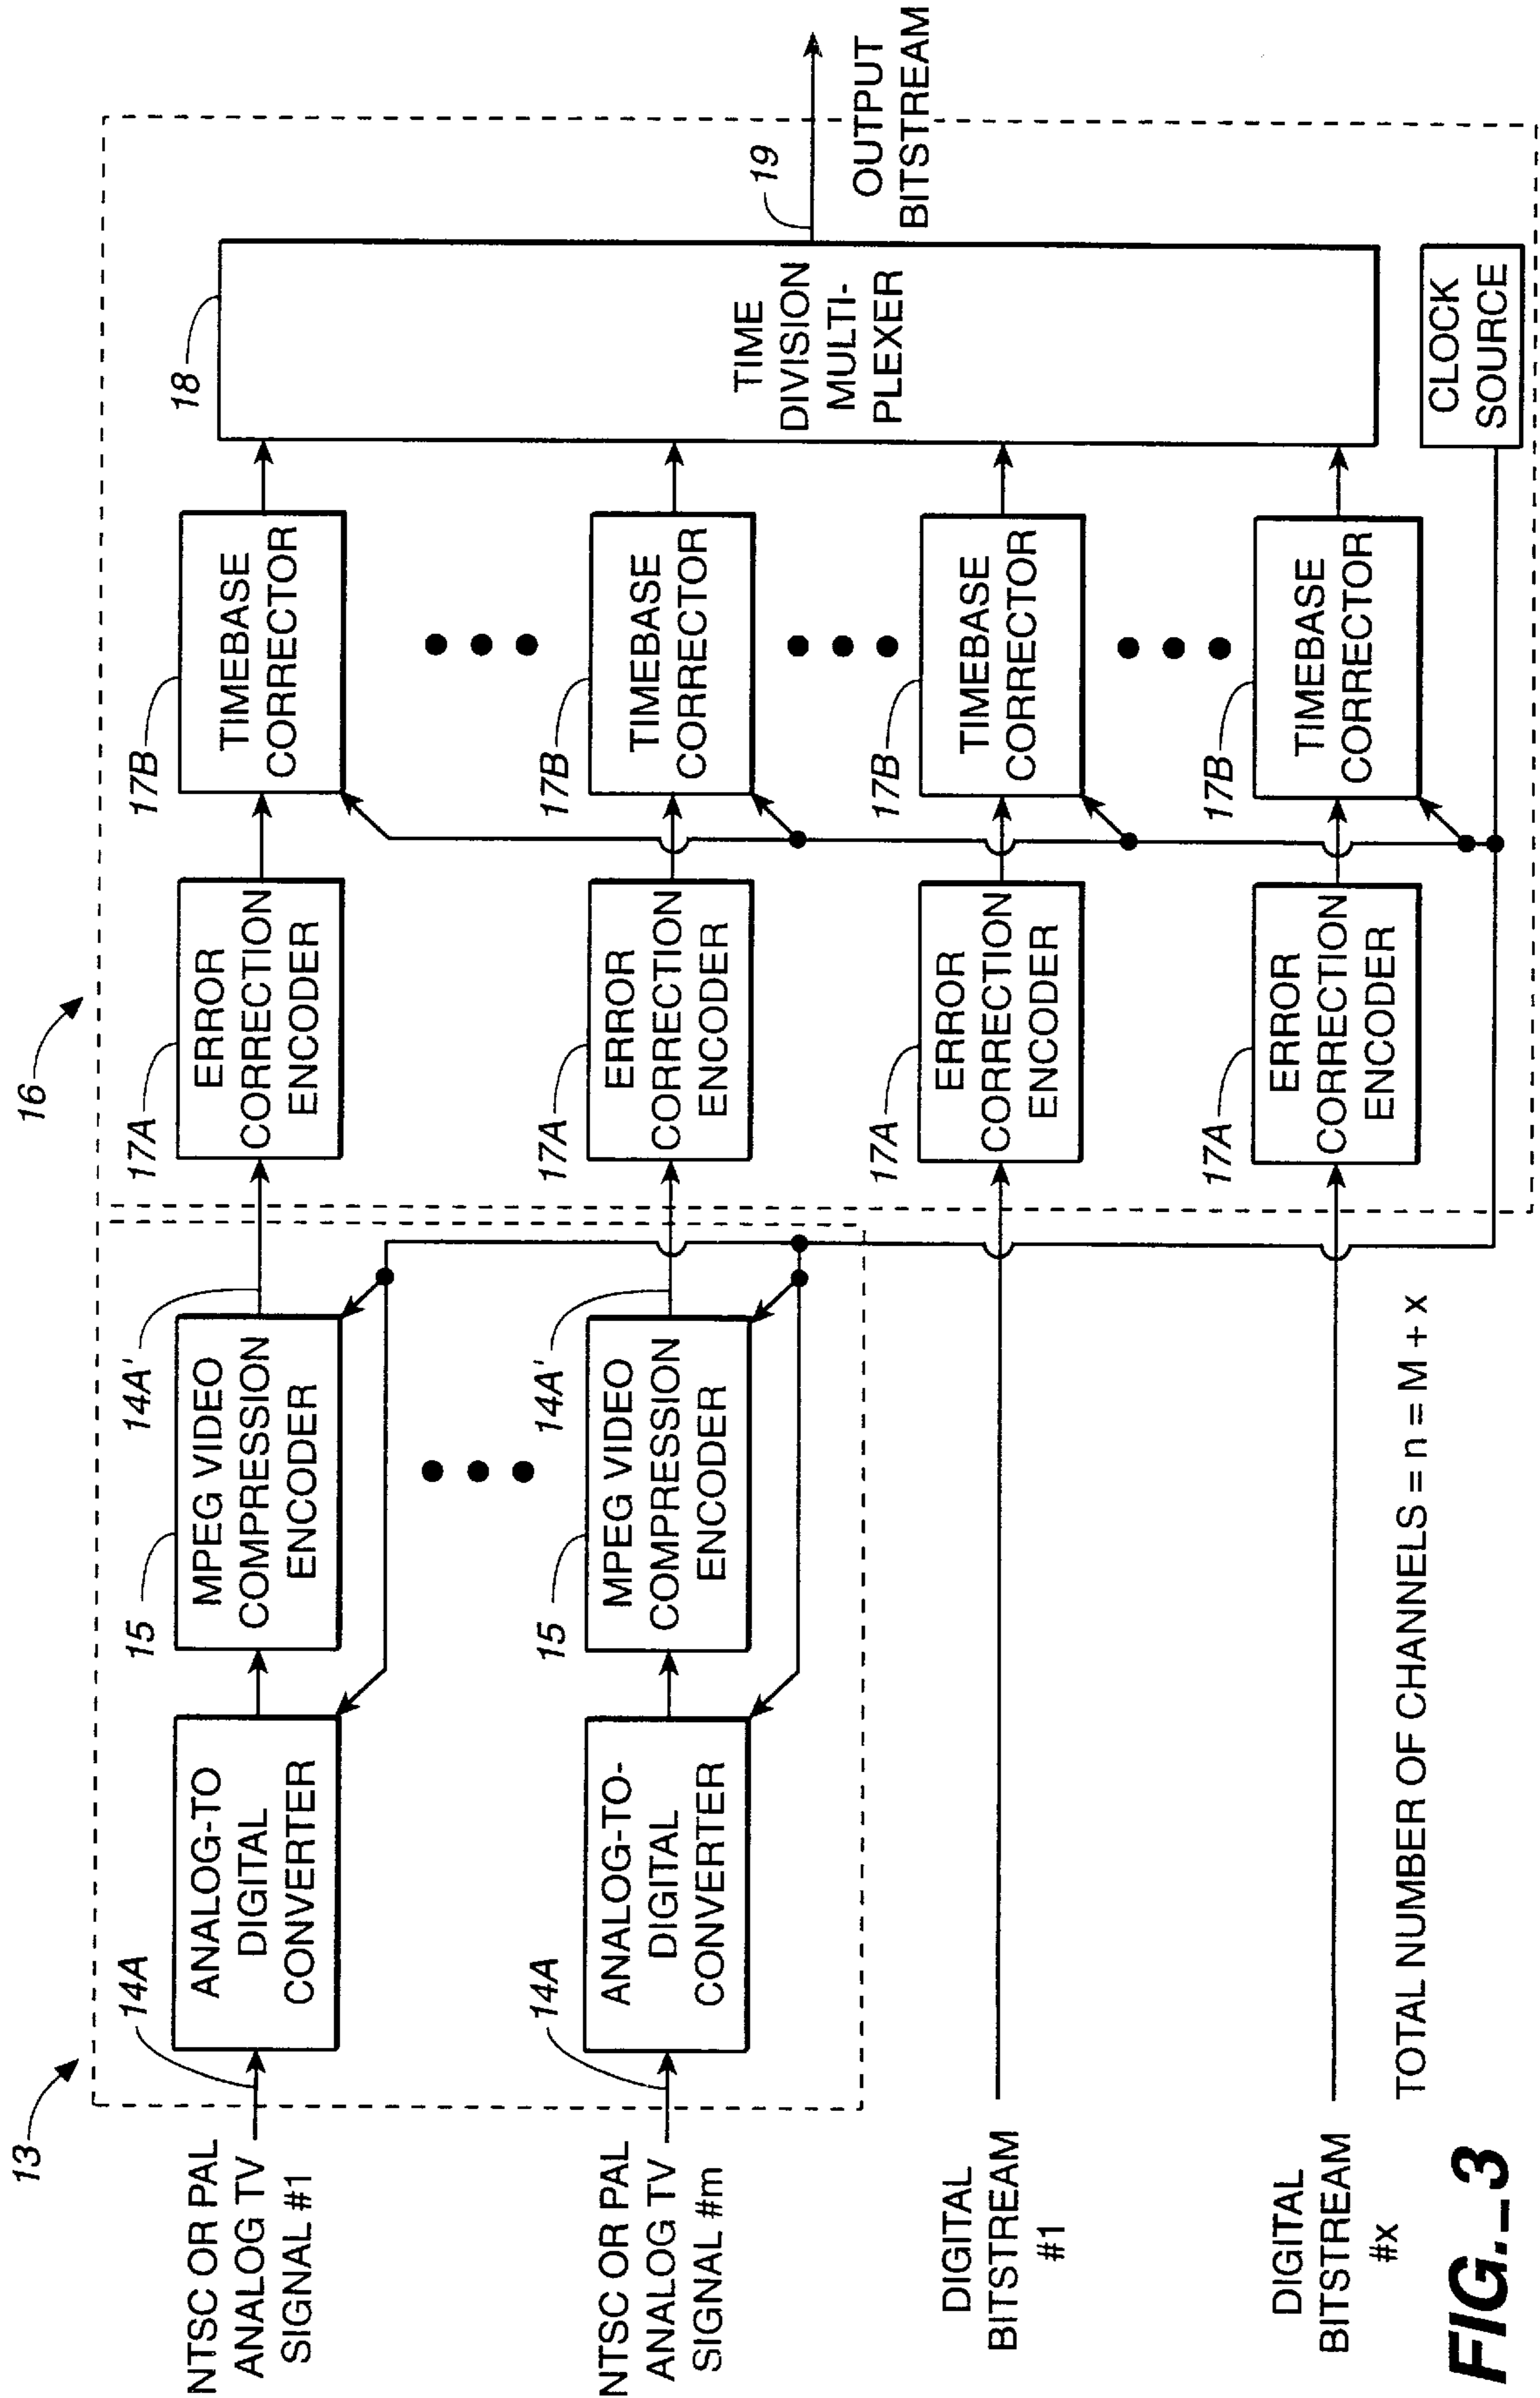 13
16
NTSC OR PAL
ANALOG TV
SIGNAL #1
14A
ANALOG-TO
DIGITAL
CONVERTER
15
MPEG VIDEO
COMPRESSION
ENCODER
14A'
17A
ERROR
CORRECTION
ENCODER
17B
TIMEBASE
CORRECTOR
18
TIME
DIVISION
MULTI-
PLEXER
19
OUTPUT
BITSTREAM
NTSC OR PAL
ANALOG TV
SIGNAL #m
14A
ANALOG-TO-
DIGITAL
CONVERTER
15
MPEG VIDEO
COMPRESSION
ENCODER
14A'
17A
ERROR
CORRECTION
ENCODER
17B
TIMEBASE
CORRECTOR
DIGITAL
BITSTREAM
#1
17A
ERROR
CORRECTION
ENCODER
17B
TIMEBASE
CORRECTOR
DIGITAL
BITSTREAM
#x
17A
ERROR
CORRECTION
ENCODER
17B
TIMEBASE
CORRECTOR
CLOCK
SOURCE
TOTAL NUMBER OF CHANNELS = n = M + x
FIG._3